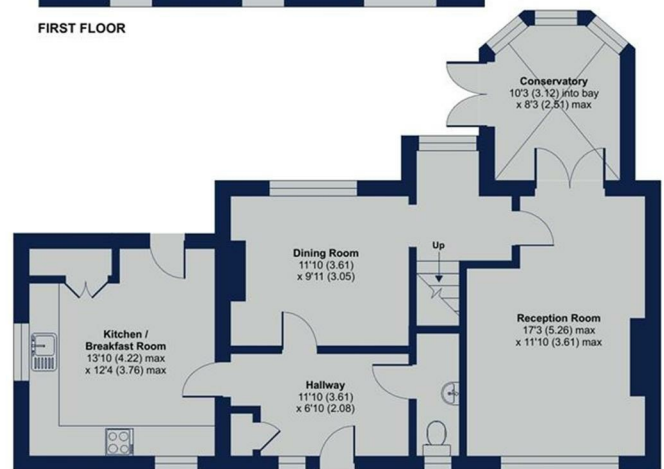 FIRST FLOOR
Conservatory
10'3 (3.12) into bay
x 8'3 (2.51) max
Dining Room
11'10 (3.61)
x 9'11 (3.05)
Up
Kitchen /
Breakfast Room
13'10 (4.22) max
x 12'4 (3.76) max
Reception Room
17'3 (5.26) max
x 11'10 (3.61) max
Hallway
11'10 (3.61)
x 6'10 (2.08)